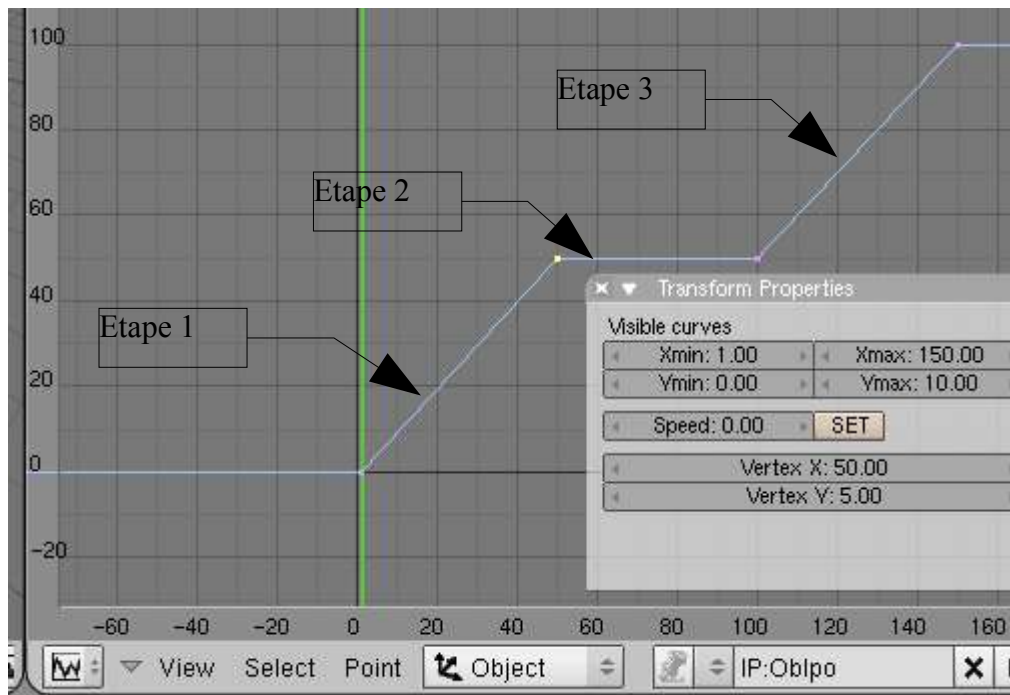 100
Etape 3
80
Etape 2
60
Transform Properties
40
Visible curves
Etape 1
Xmin: 1.00
Xmax: 150.00
Ymin: 0.00
Ymax: 10.00
20
Speed: 0.00
SET
0
Vertex X: 50.00
Vertex Y: 5.00
-20
-60 -40 -20 0 20 40 60 80 100 120 140 160
View Select Point Object IP:ObIpo